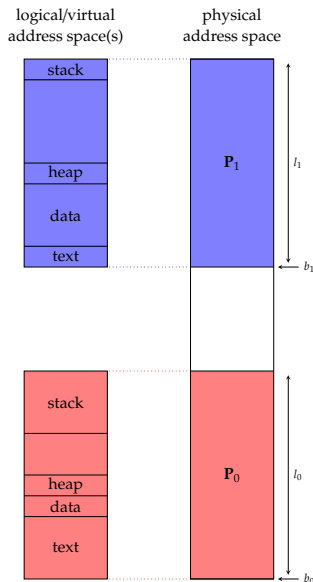 logical/virtual
address space(s)
physical
address space
stack
heap
data
text
P₁
l₁
b₁
stack
heap
data
text
P₀
l₀
b₀